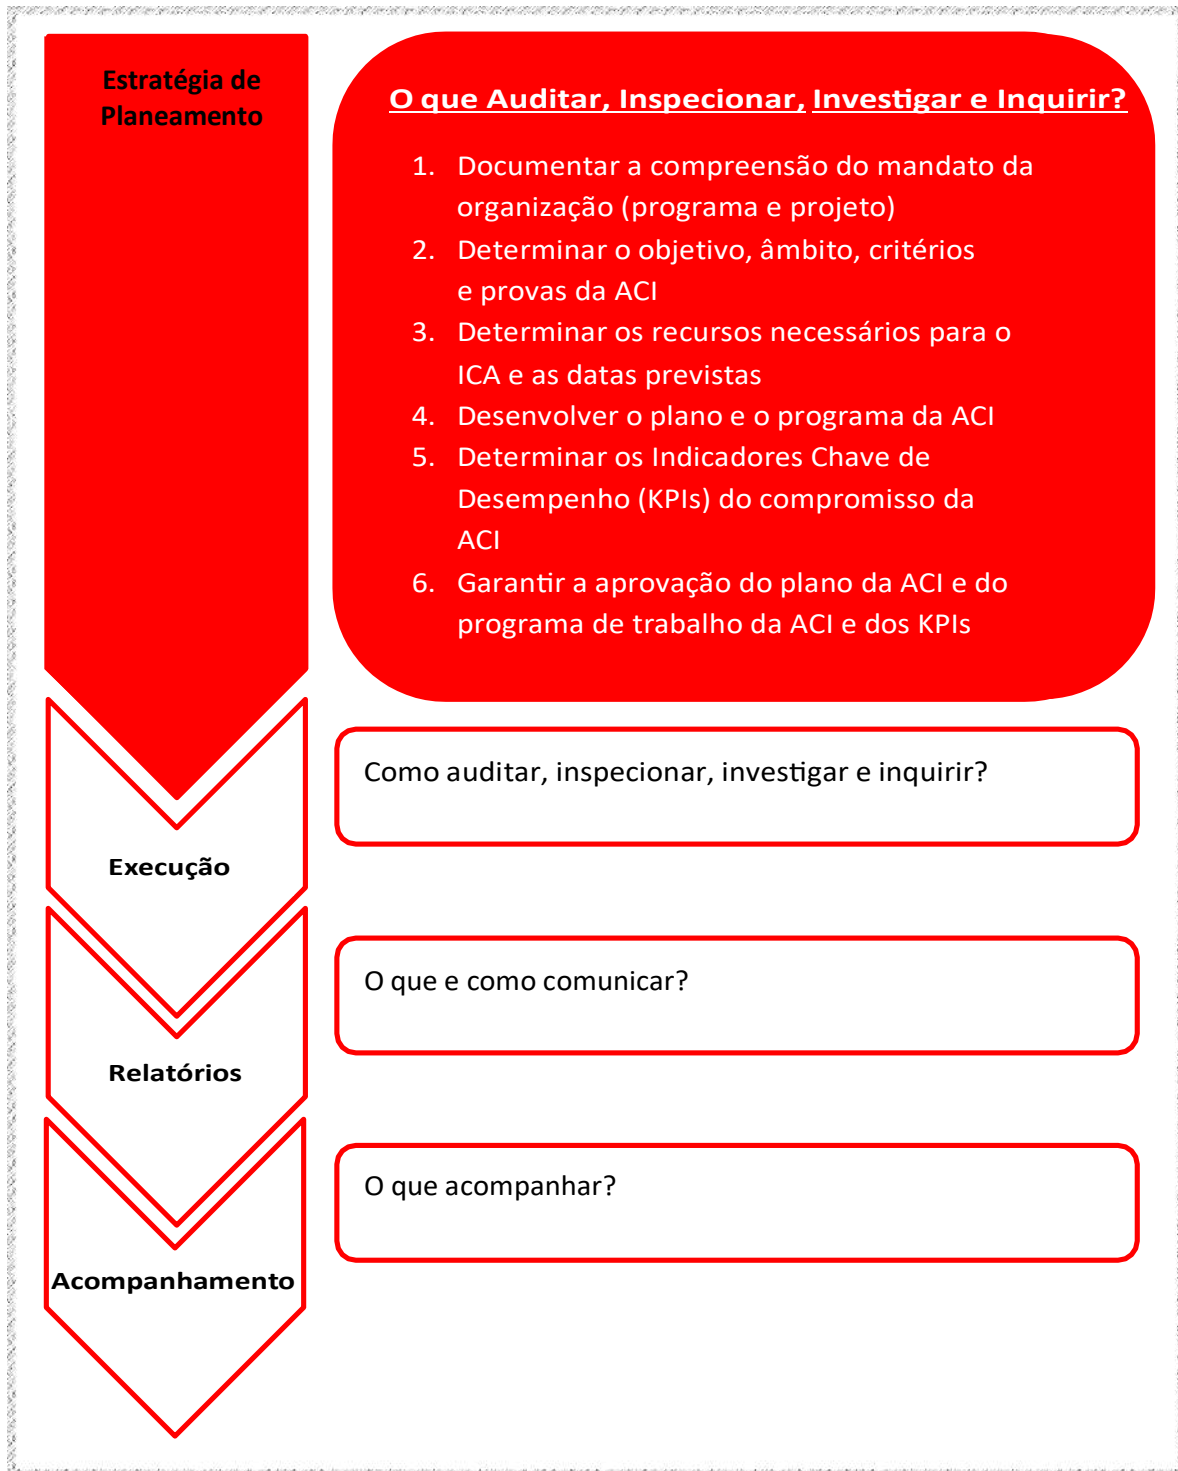 Estratégia de
Planeamento
O que Auditar, Inspecionar, Investigar e Inquirir?
1. Documentar a compreensão do mandato da
organização (programa e projeto)
2. Determinar o objetivo, âmbito, critérios
e provas da ACI
3. Determinar os recursos necessários para o
ICA e as datas previstas
4. Desenvolver o plano e o programa da ACI
5. Determinar os Indicadores Chave de
Desempenho (KPIs) do compromisso da
ACI
6. Garantir a aprovação do plano da ACI e do
programa de trabalho da ACI e dos KPIs
Como auditar, inspecionar, investigar e inquirir?
Execução
O que e como comunicar?
Relatórios
O que acompanhar?
Acompanhamento